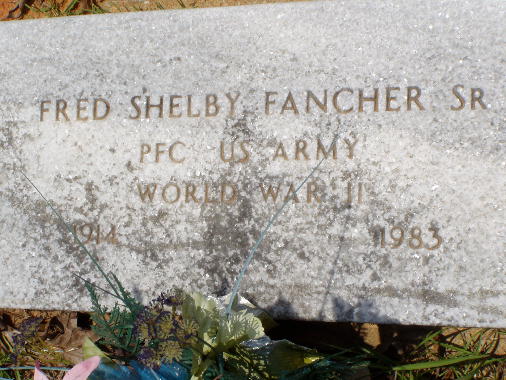 FRED SHELBY FANCHER SR
PFC US ARMY
WORLD WAR II
1914 1983